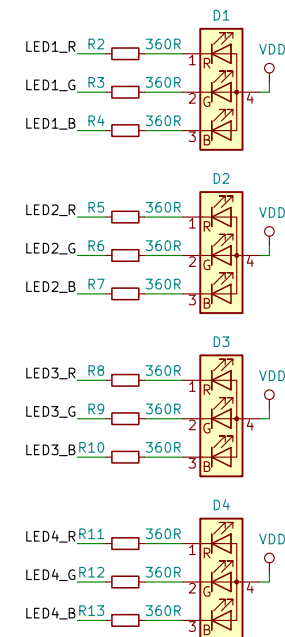 D1
LED1_R R2 360R 1 R VDD
LED1_G R3 360R 2 G 4
LED1_B R4 360R 3 B
D2
LED2_R R5 360R 1 R VDD
LED2_G R6 360R 2 G 4
LED2_B R7 360R 3 B
D3
LED3_R R8 360R 1 R VDD
LED3_G R9 360R 2 G 4
LED3_B R10 360R 3 B
D4
LED4_R R11 360R 1 R VDD
LED4_G R12 360R 2 G 4
LED4_B R13 360R 3 B